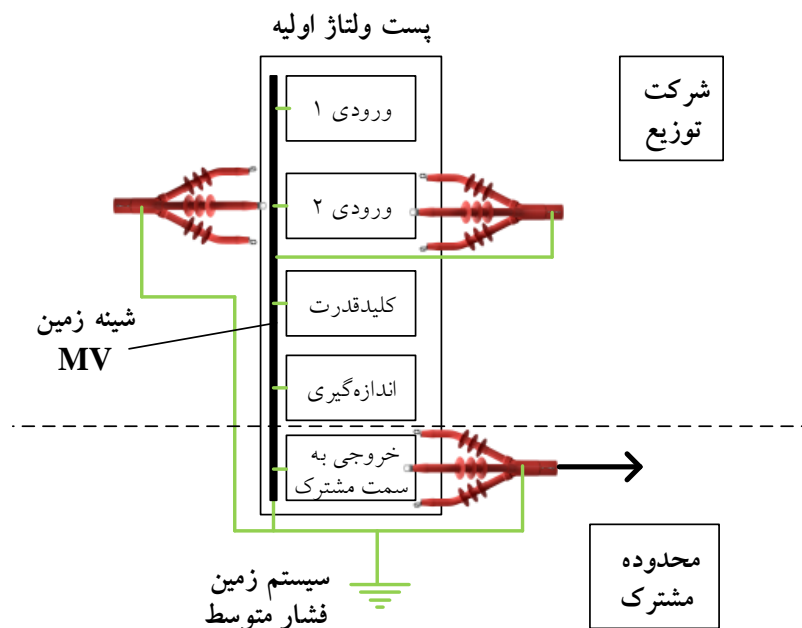 پست ولتاژ اولیه
شرکت
توزیع
ورودی ۱
ورودی ۲
کلیدقدرت
شینه زمین
MV
اندازه‌گیری
خروجی به
سمت مشترک
محدوده
مشترک
سیستم زمین
فشار متوسط